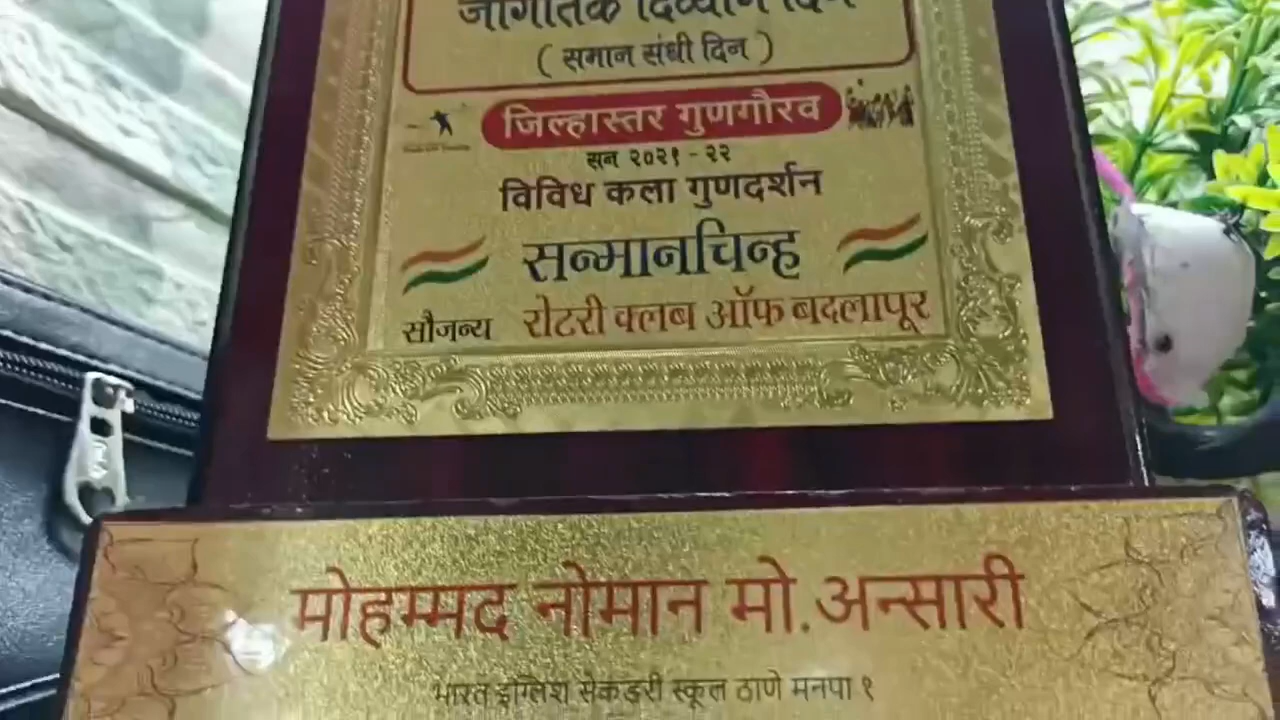 जागतिक दिव्यांग दिन
( समान संधी दिन )
जिल्हास्तर गुणगौरव
सन २०२१ - २२
विविध कला गुणदर्शन
सन्मानचिन्ह
सौजन्य रोटरी क्लब ऑफ बदलापूर
मोहम्मद नोमान मो. अन्सारी
भारत इंग्लिश सेकंडरी स्कूल ठाणे मनपा १